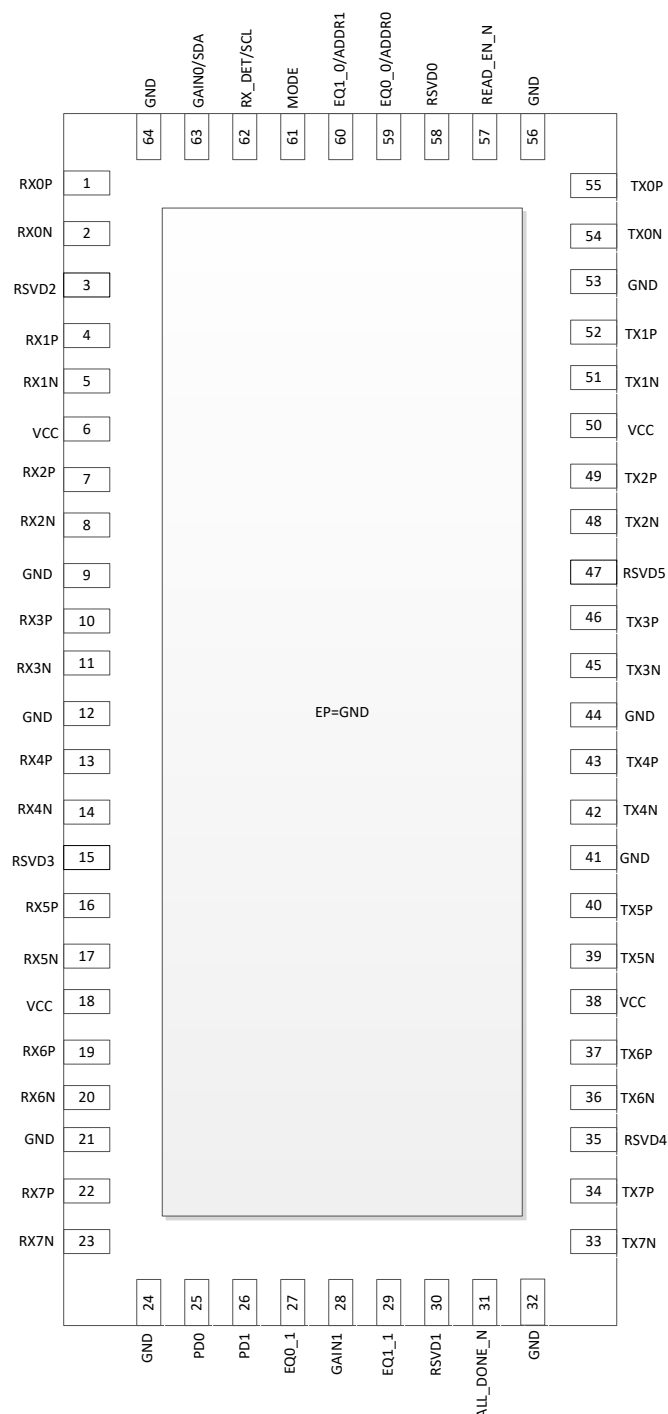 GND
GAIN0/SDA
RX_DET/SCL
MODE
EQ1_0/ADDR1
EQ0_0/ADDR0
RSVD0
READ_EN_N
GND
64
63
62
61
60
59
58
57
56
RX0P 1
RX0N 2
RSVD2 3
RX1P 4
RX1N 5
VCC 6
RX2P 7
RX2N 8
GND 9
RX3P 10
RX3N 11
GND 12
RX4P 13
RX4N 14
RSVD3 15
RX5P 16
RX5N 17
VCC 18
RX6P 19
RX6N 20
GND 21
RX7P 22
RX7N 23
EP=GND
55 TX0P
54 TX0N
53 GND
52 TX1P
51 TX1N
50 VCC
49 TX2P
48 TX2N
47 RSVD5
46 TX3P
45 TX3N
44 GND
43 TX4P
42 TX4N
41 GND
40 TX5P
39 TX5N
38 VCC
37 TX6P
36 TX6N
35 RSVD4
34 TX7P
33 TX7N
24
25
26
27
28
29
30
31
32
GND
PD0
PD1
EQ0_1
GAIN1
EQ1_1
RSVD1
ALL_DONE_N
GND